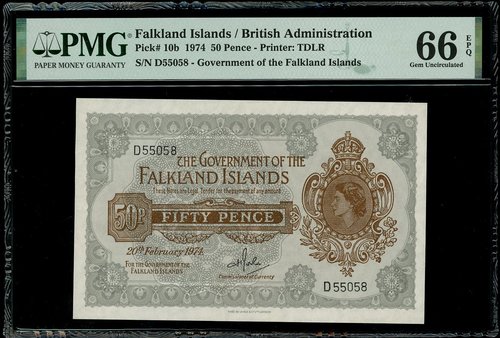 PMG
PAPER MONEY GUARANTY
Falkland Islands / British Administration
Pick# 10b 1974 50 Pence - Printer: TDLR
S/N D55058 - Government of the Falkland Islands
66 EPQ
Gem Uncirculated
D55058
THE GOVERNMENT OF THE
FALKLAND ISLANDS
These Notes are Legal Tender for the payment of any amount
50P
FIFTY PENCE
20th February 1974.
FOR THE GOVERNMENT OF THE
FALKLAND ISLANDS
Commissioner of Currency
D55058